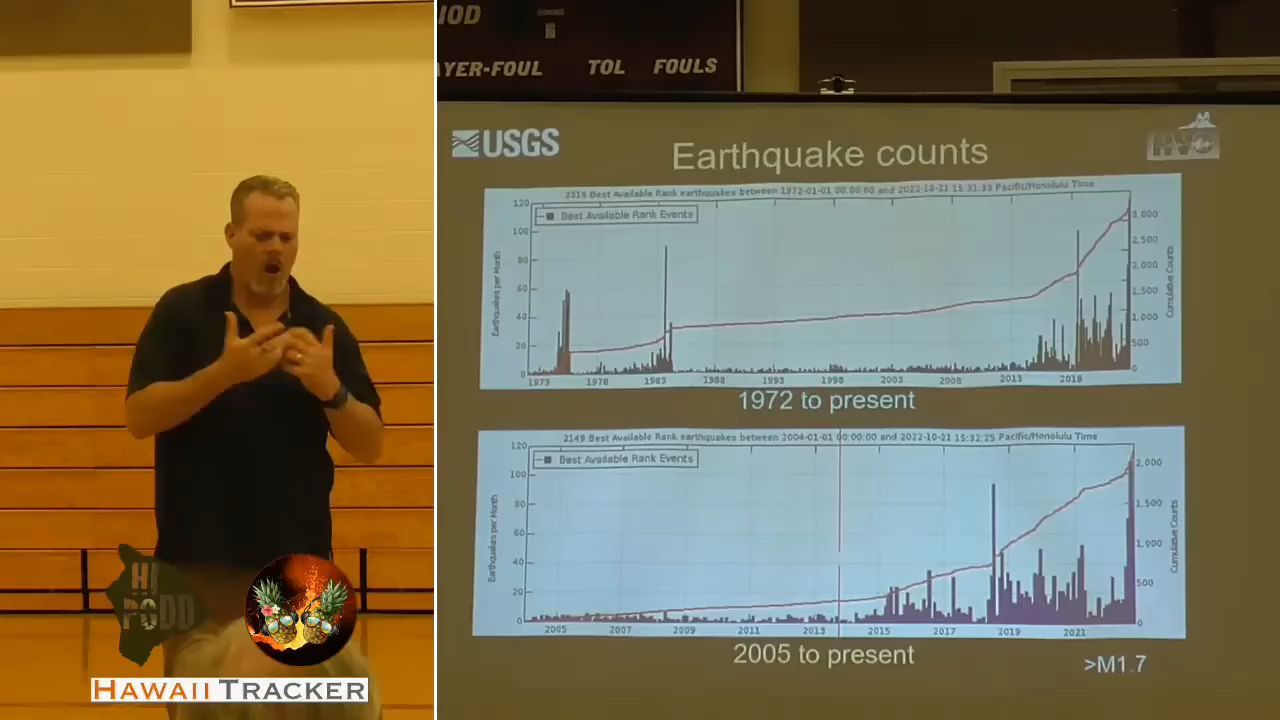 IOD
AYER-FOUL
TOL
FOULS
USGS
Earthquake counts
HVO
3316 Best Available Rank earthquakes between 1972-01-01 00:00:00 and 2022-10-21 15:31:33 Pacific/Honolulu Time
Best Available Rank Events
Earthquakes per Month
Cumulative Counts
120
100
80
60
40
20
0
3,000
2,500
2,000
1,500
1,000
500
0
1973 1978 1983 1988 1993 1998 2003 2008 2013 2018
1972 to present
2149 Best Available Rank earthquakes between 2004-01-01 00:00:00 and 2022-10-21 15:32:25 Pacific/Honolulu Time
Best Available Rank Events
Earthquakes per Month
Cumulative Counts
120
100
80
60
40
20
0
2,000
1,500
1,000
500
0
2005 2007 2009 2011 2013 2015 2017 2019 2021
2005 to present
>M1.7
HI
PODD
HAWAII TRACKER